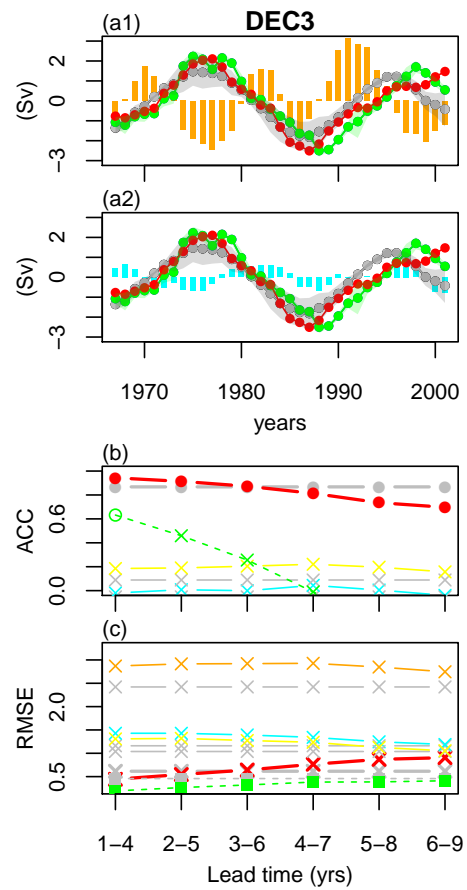 DEC3
(a1)
(Sv)
2
0
−3
(a2)
(Sv)
2
0
−3
1970 1980 1990 2000
years
(b)
ACC
0.6
0.0
(c)
RMSE
2.0
0.5
1−4 2−5 3−6 4−7 5−8 6−9
Lead time (yrs)